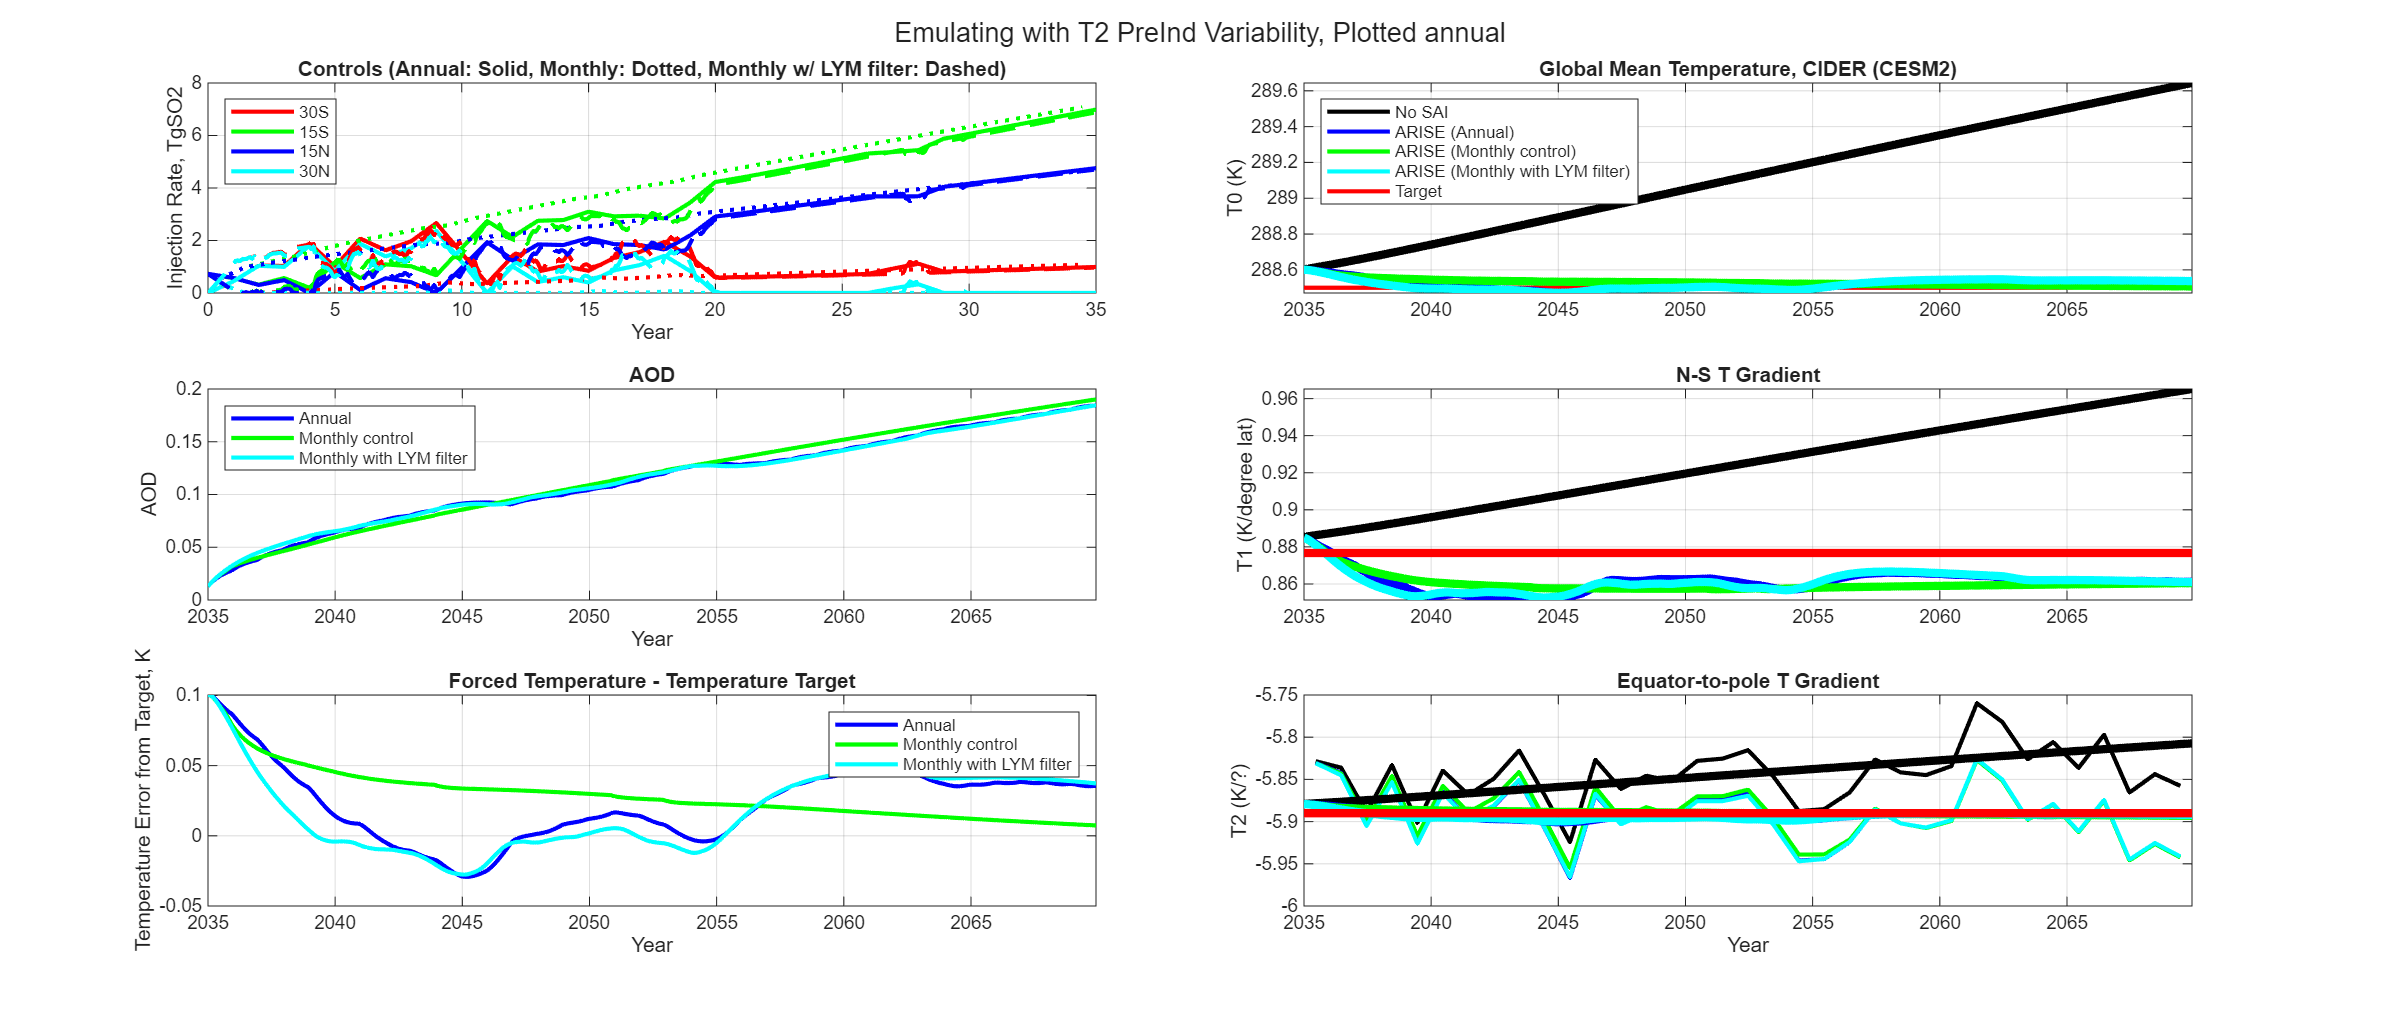 Emulating with T2 PreInd Variability, Plotted annual
Controls (Annual: Solid, Monthly: Dotted, Monthly w/ LYM filter: Dashed)
Injection Rate, TgSO2
8
6
4
2
0
30S
15S
15N
30N
0 5 10 15 20 25 30 35
Year
Global Mean Temperature, CIDER (CESM2)
T0 (K)
289.6
289.4
289.2
289
288.8
288.6
No SAI
ARISE (Annual)
ARISE (Monthly control)
ARISE (Monthly with LYM filter)
Target
2035 2040 2045 2050 2055 2060 2065
AOD
AOD
0.2
0.15
0.1
0.05
0
Annual
Monthly control
Monthly with LYM filter
2035 2040 2045 2050 2055 2060 2065
Year
N-S T Gradient
T1 (K/degree lat)
0.96
0.94
0.92
0.9
0.88
0.86
2035 2040 2045 2050 2055 2060 2065
Forced Temperature - Temperature Target
Temperature Error from Target, K
0.1
0.05
0
-0.05
Annual
Monthly control
Monthly with LYM filter
2035 2040 2045 2050 2055 2060 2065
Year
Equator-to-pole T Gradient
T2 (K/?)
-5.75
-5.8
-5.85
-5.9
-5.95
-6
2035 2040 2045 2050 2055 2060 2065
Year